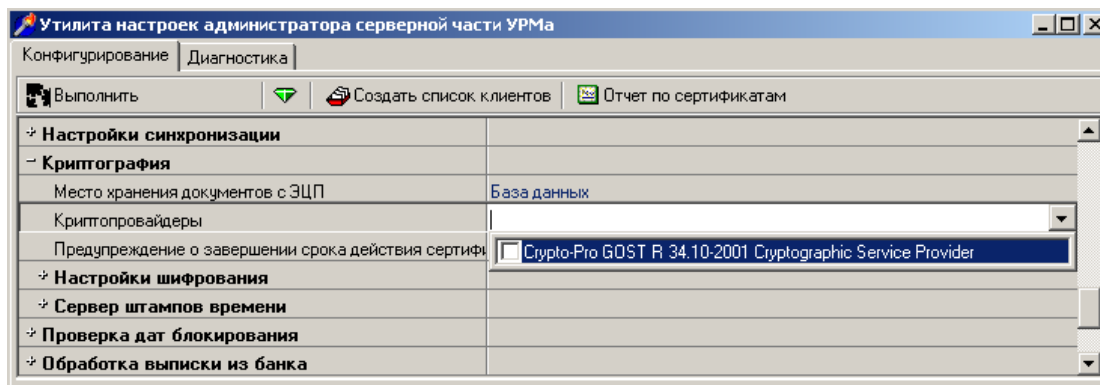 Утилита настроек администратора серверной части УРМа
Конфигурирование Диагностика
Выполнить Создать список клиентов Отчет по сертификатам
Настройки синхронизации
Криптография
Место хранения документов с ЭЦП База данных
Криптопровайдеры
Предупреждение о завершении срока действия сертифи Crypto-Pro GOST R 34.10-2001 Cryptographic Service Provider
Настройки шифрования
Сервер штампов времени
Проверка дат блокирования
Обработка выписки из банка